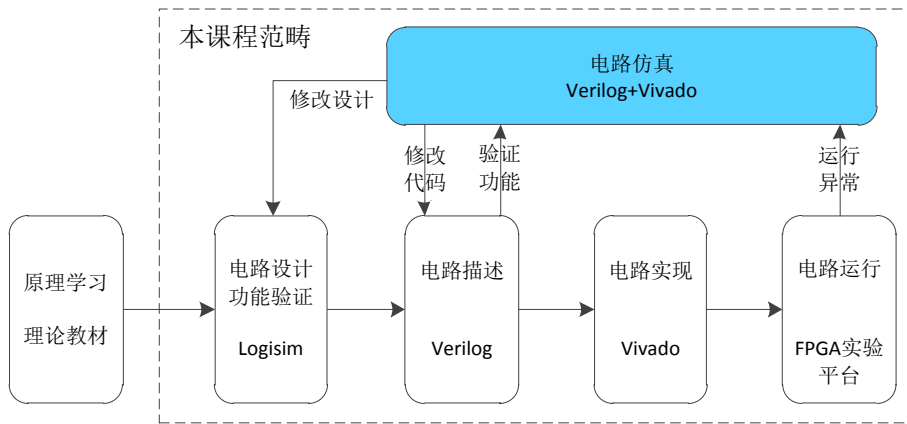 本课程范畴
电路仿真
Verilog+Vivado
修改设计
修改
代码
验证
功能
运行
异常
原理学习
理论教材
电路设计
功能验证
Logisim
电路描述
Verilog
电路实现
Vivado
电路运行
FPGA实验
平台